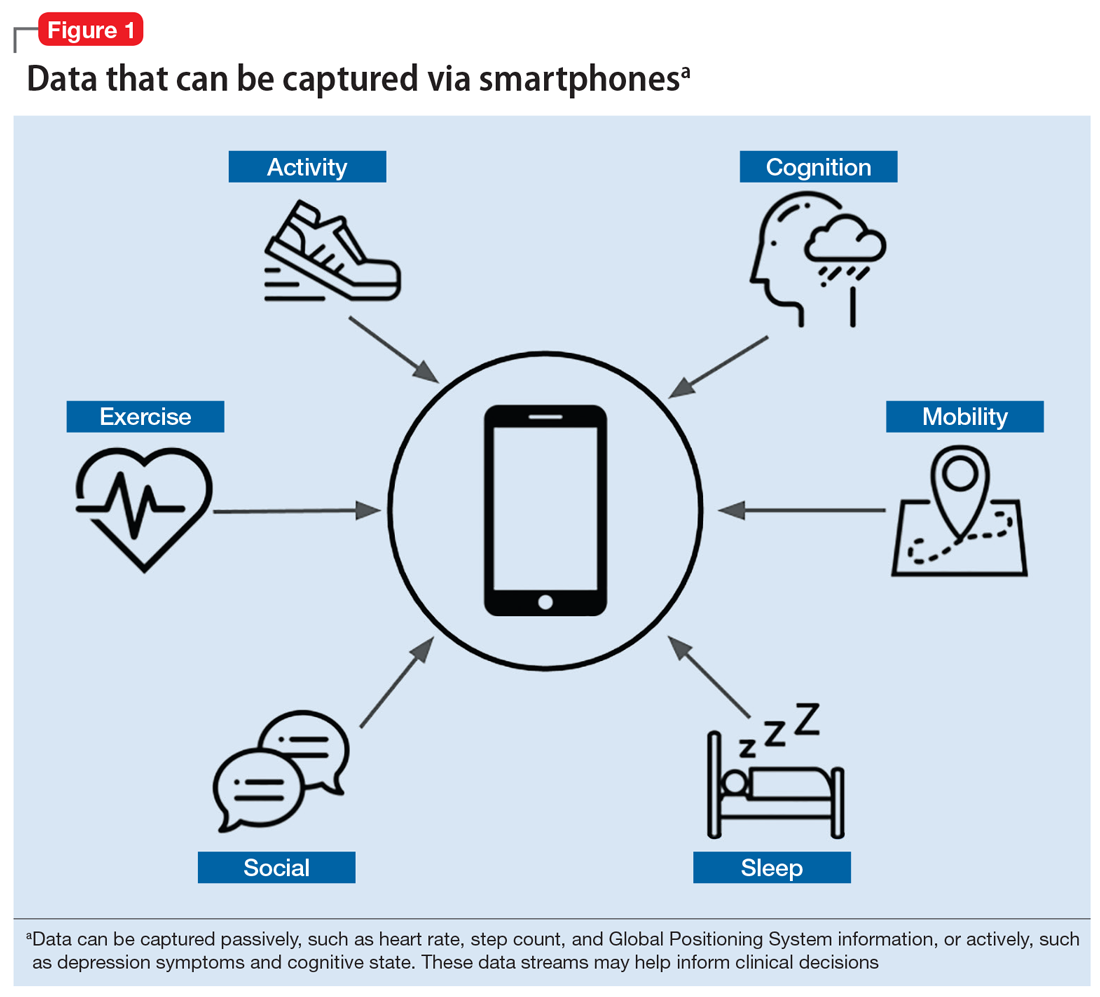 Figure 1
Data that can be captured via smartphonesᵃ
Activity
Cognition
Exercise
Mobility
z Z Z
Social
Sleep
ᵃData can be captured passively, such as heart rate, step count, and Global Positioning System information, or actively, such
as depression symptoms and cognitive state. These data streams may help inform clinical decisions